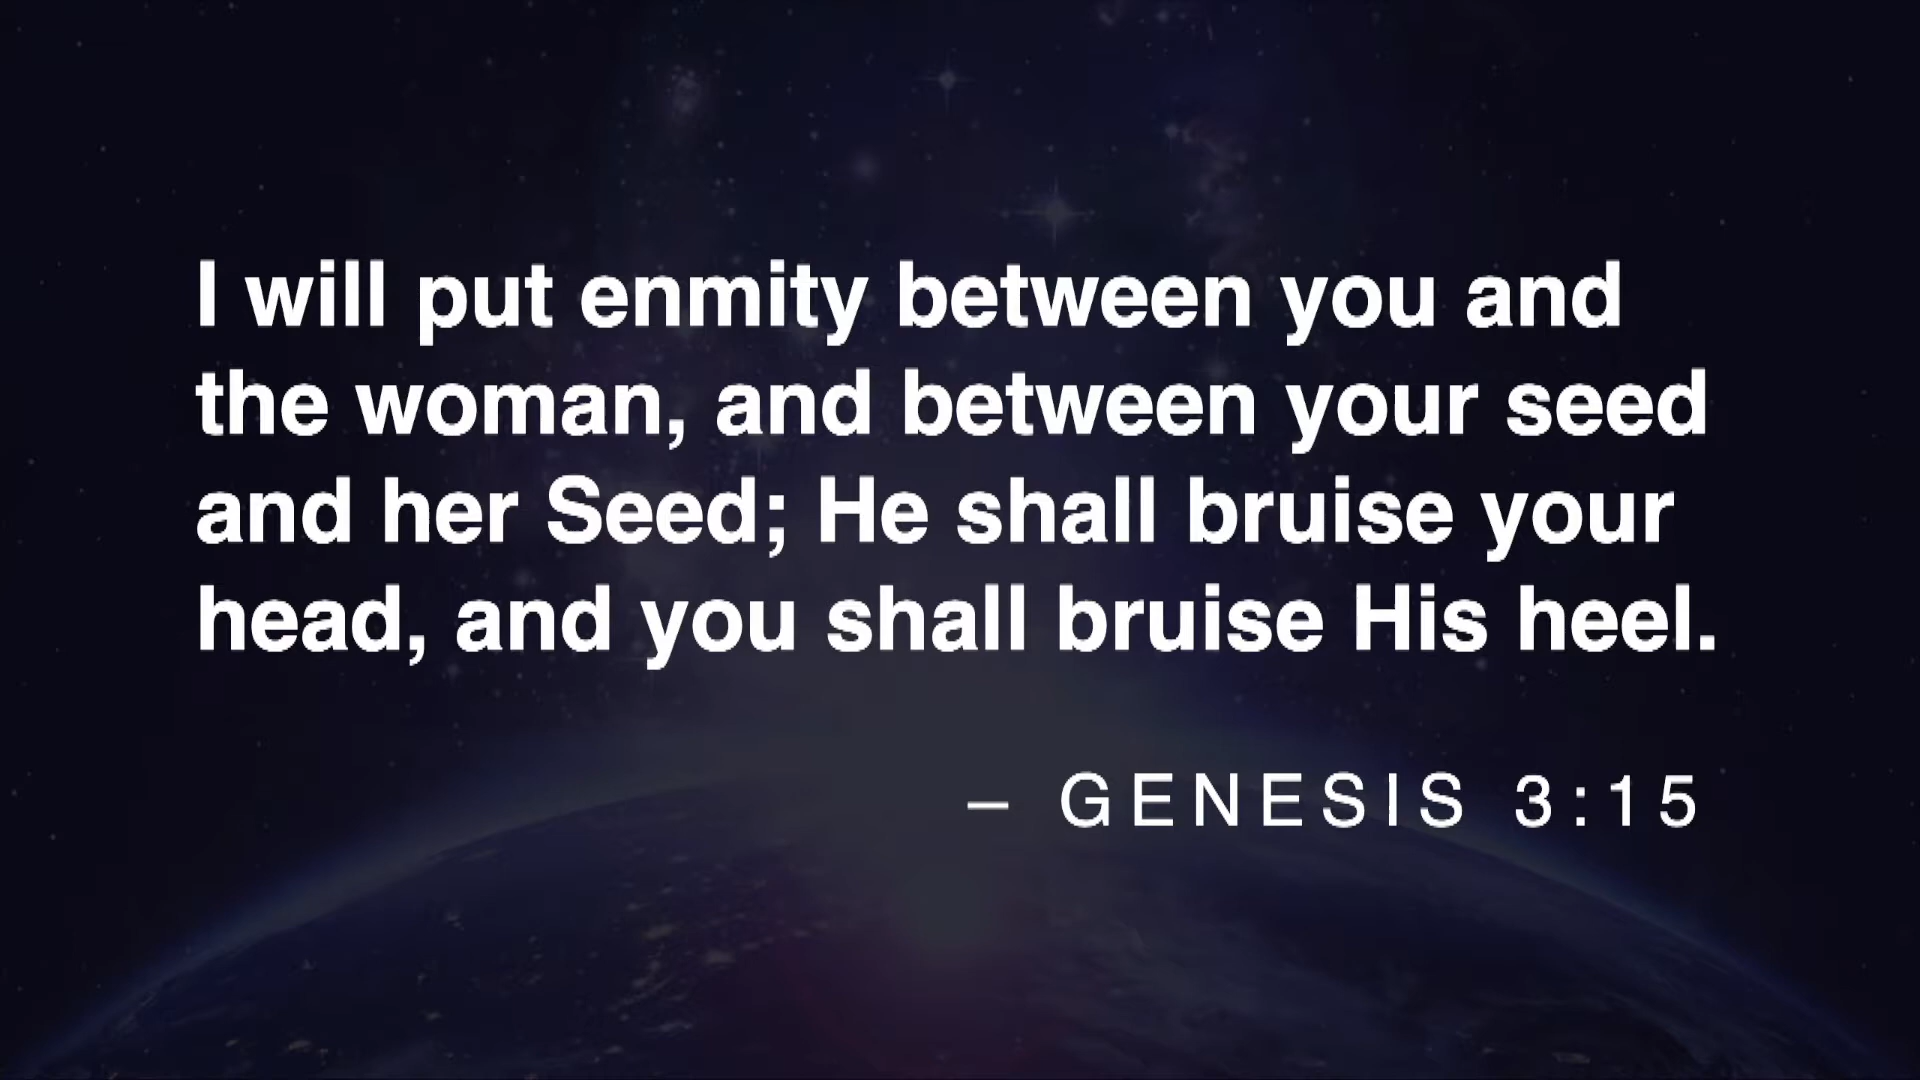 I will put enmity between you and
the woman, and between your seed
and her Seed; He shall bruise your
head, and you shall bruise His heel.
– GENESIS 3:15